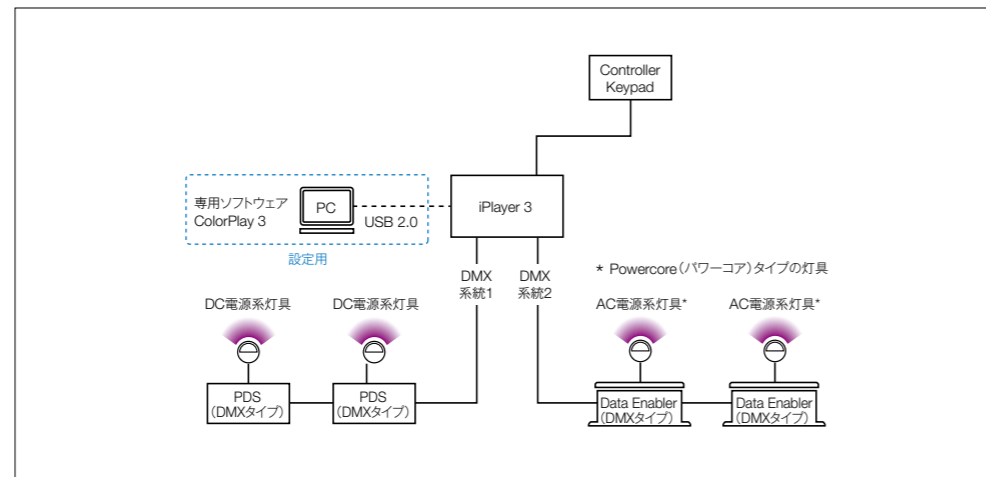 Controller
Keypad
専用ソフトウェア
ColorPlay 3
PC
USB 2.0
iPlayer 3
設定用
DMX
系統1
DMX
系統2
* Powercore(パワーコア)タイプの灯具
DC電源系灯具
DC電源系灯具
AC電源系灯具*
AC電源系灯具*
PDS
(DMXタイプ)
PDS
(DMXタイプ)
Data Enabler
(DMXタイプ)
Data Enabler
(DMXタイプ)